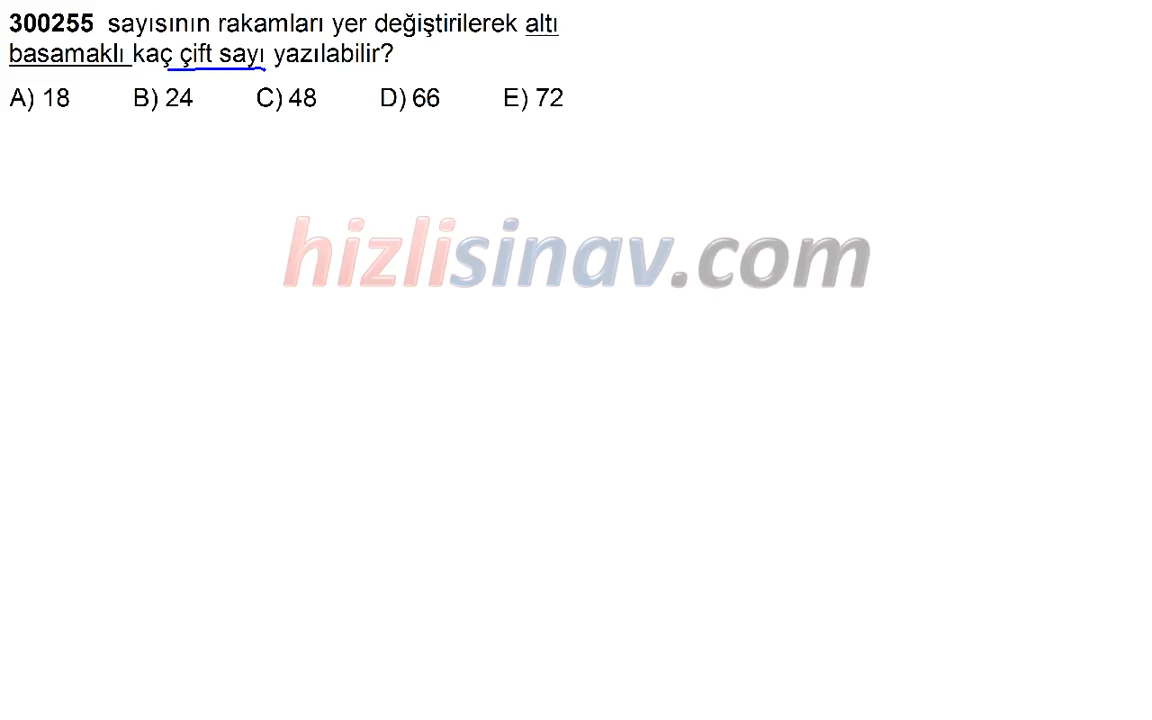 300255 sayısının rakamları yer değiştirilerek altı
basamaklı kaç çift sayı yazılabilir?
A) 18 B) 24 C) 48 D) 66 E) 72
hizlisinav.com